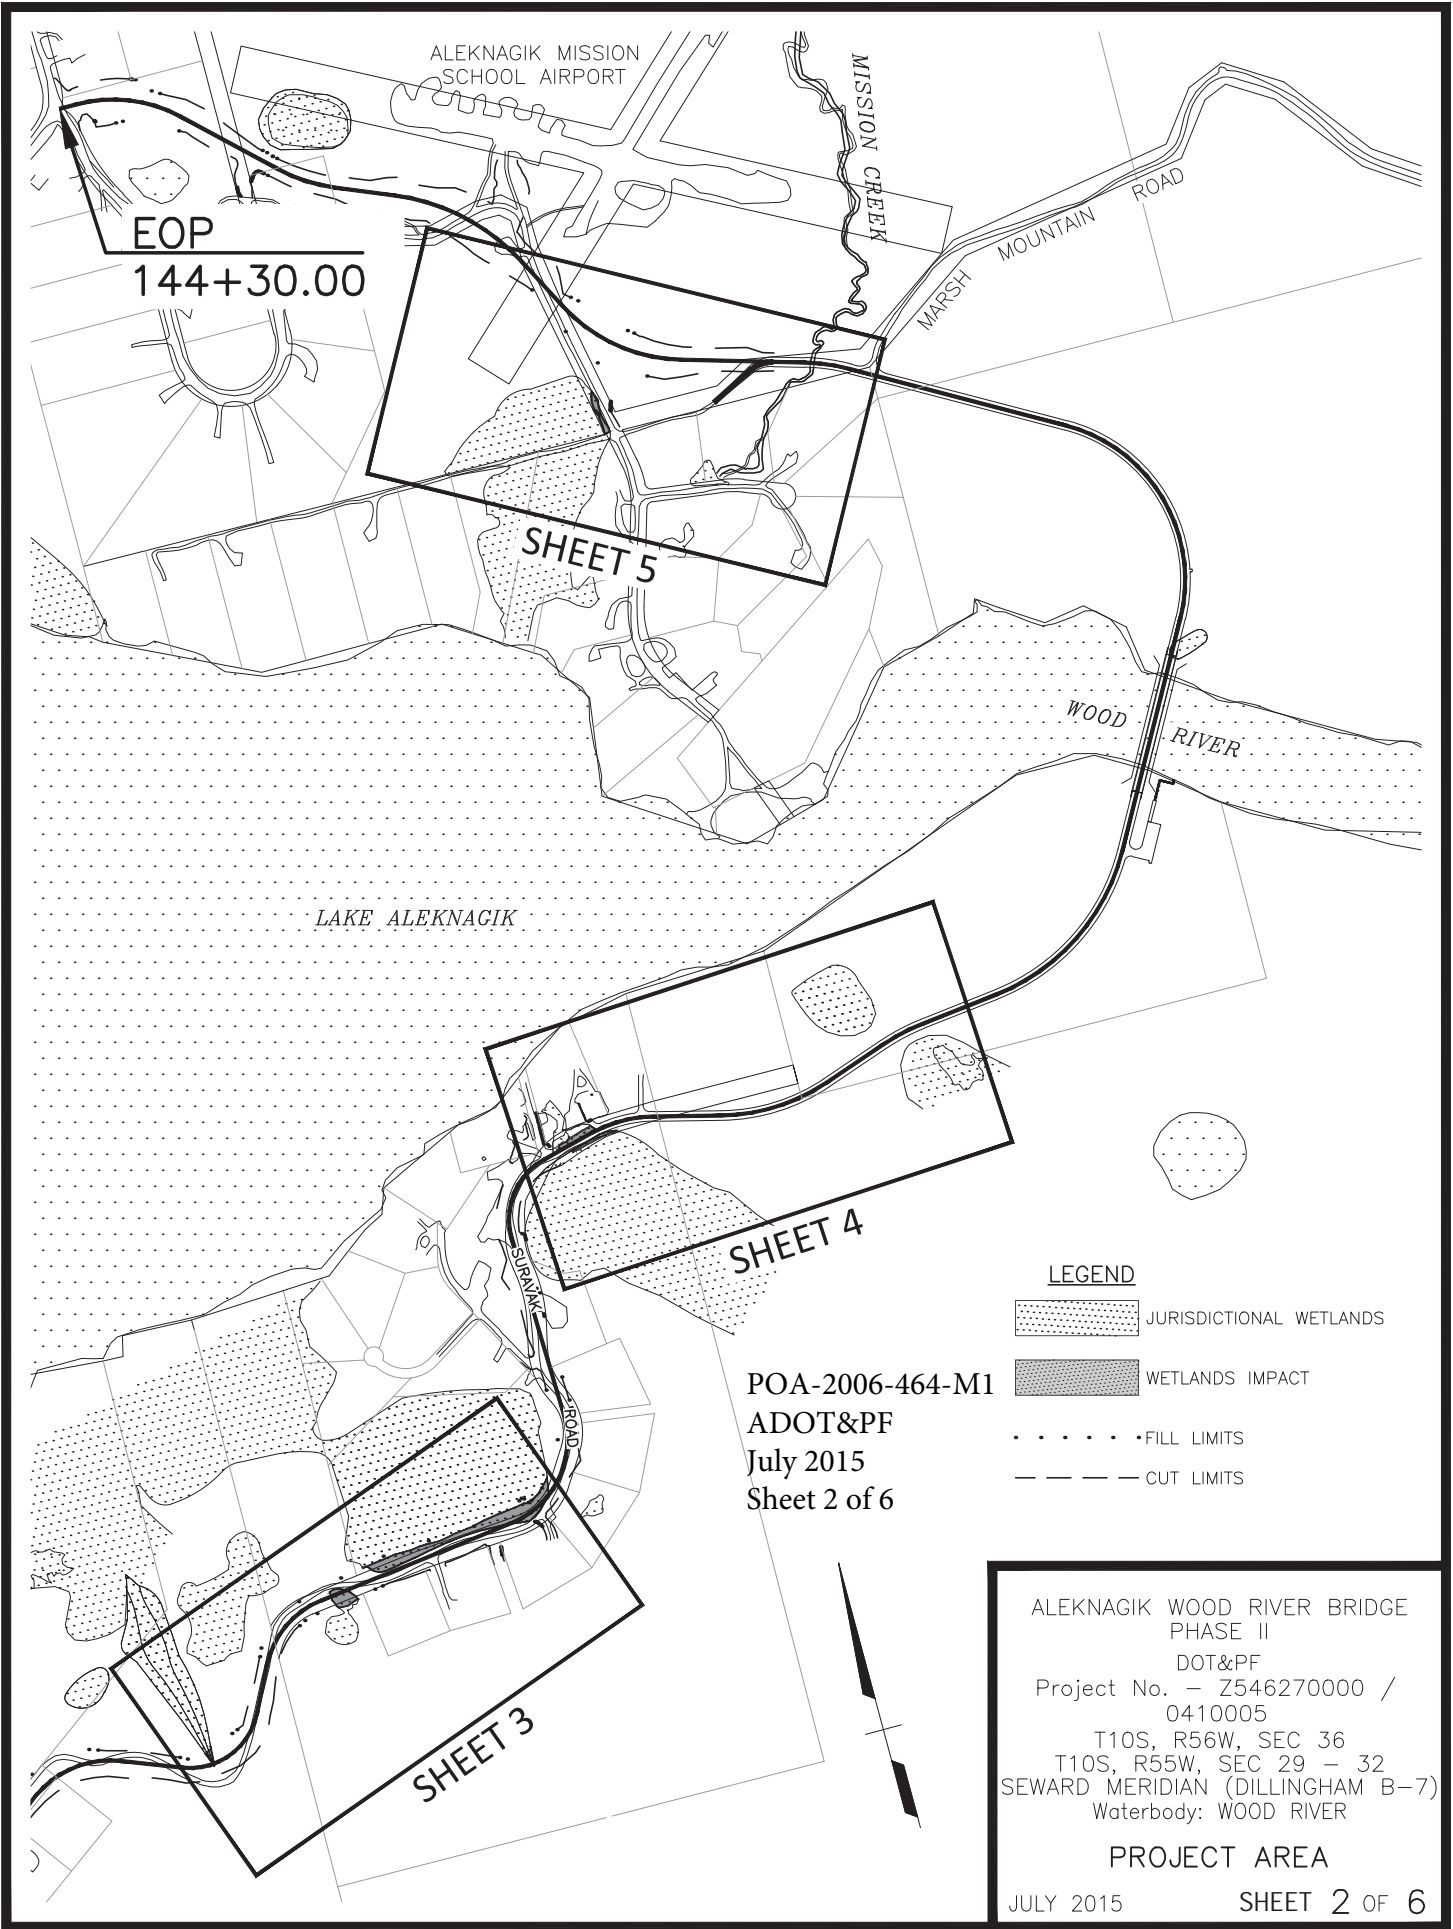 ALEKNAGIK MISSION
SCHOOL AIRPORT
MISSION CREEK
MARSH MOUNTAIN ROAD
EOP
144+30.00
SHEET 5
WOOD RIVER
LAKE ALEKNAGIK
SHEET 4
SURAVAK ROAD
SHEET 3
LEGEND
JURISDICTIONAL WETLANDS
WETLANDS IMPACT
FILL LIMITS
CUT LIMITS
POA-2006-464-M1
ADOT&PF
July 2015
Sheet 2 of 6
ALEKNAGIK WOOD RIVER BRIDGE
PHASE II
DOT&PF
Project No. – Z546270000 /
0410005
T10S, R56W, SEC 36
T10S, R55W, SEC 29 – 32
SEWARD MERIDIAN (DILLINGHAM B–7)
Waterbody: WOOD RIVER
PROJECT AREA
JULY 2015 SHEET 2 OF 6